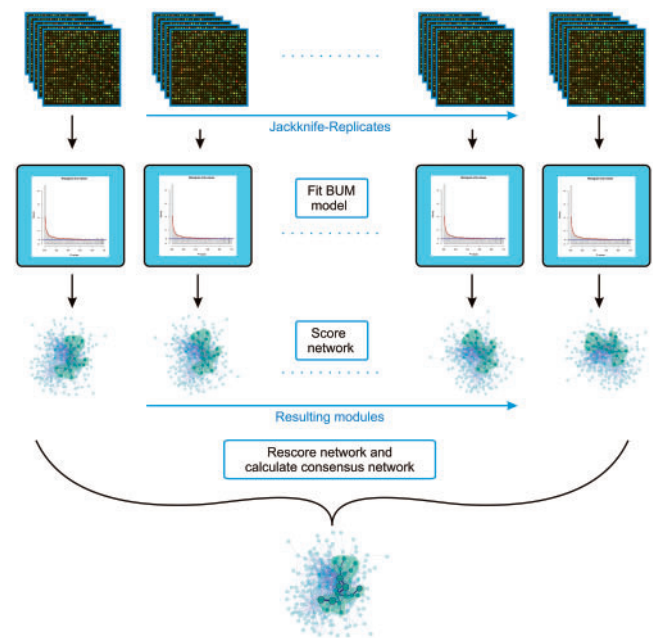 Jackknife-Replicates
Fit BUM
model
Score
network
Resulting modules
Rescore network and
calculate consensus network